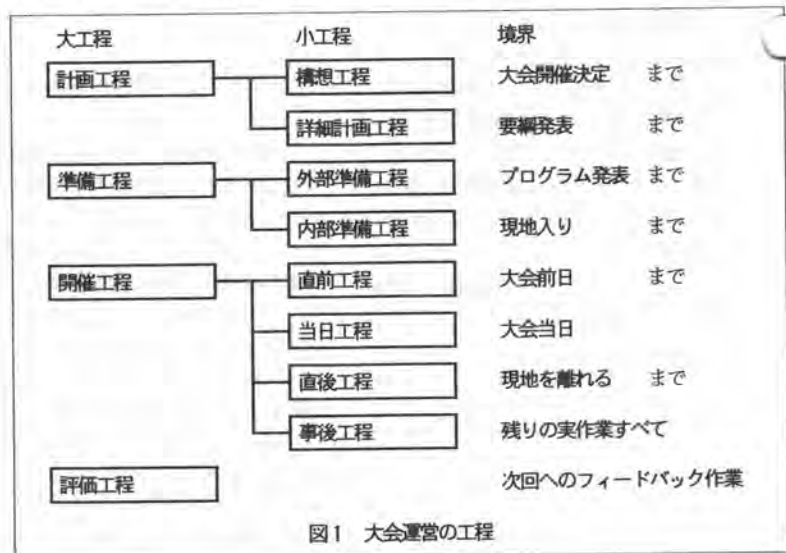 大工程 小工程 境界
計画工程 構想工程 大会開催決定 まで
詳細計画工程 要綱発表 まで
準備工程 外部準備工程 プログラム発表 まで
内部準備工程 現地入り まで
開催工程 直前工程 大会前日 まで
当日工程 大会当日
直後工程 現地を離れる まで
事後工程 残りの実作業すべて
評価工程 次回へのフィードバック作業
図1 大会運営の工程